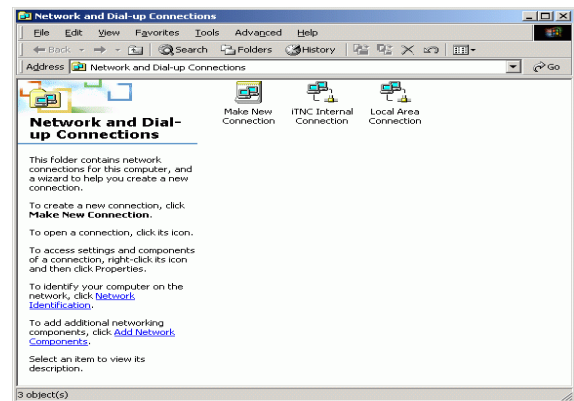 Network and Dial-up Connections
File Edit View Favorites Tools Advanced Help
Back Search Folders History
Address Network and Dial-up Connections Go
Network and Dial-
up Connections
This folder contains network
connections for this computer, and
a wizard to help you create a new
connection.
To create a new connection, click
Make New Connection.
To open a connection, click its icon.
To access settings and components
of a connection, right-click its icon
and then click Properties.
To identify your computer on the
network, click Network
Identification.
To add additional networking
components, click Add Network
Components.
Select an item to view its
description.
Make New
Connection
iTNC Internal
Connection
Local Area
Connection
3 object(s)